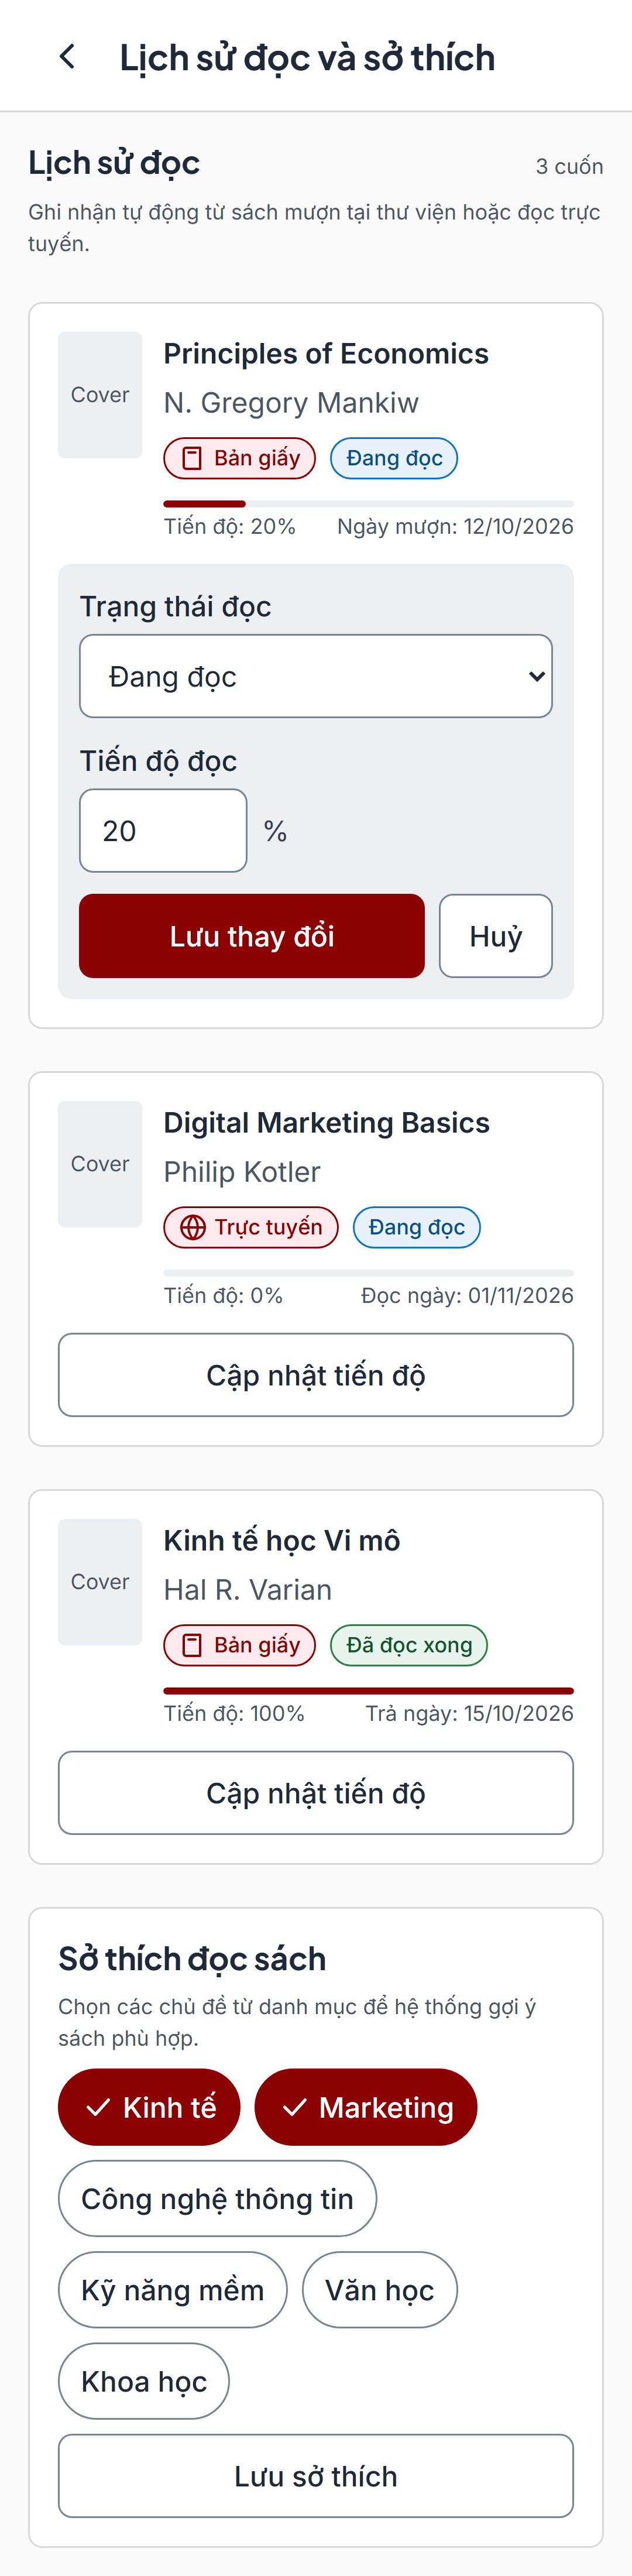 Lịch sử đọc và sở thích
Lịch sử đọc
3 cuốn
Ghi nhận tự động từ sách mượn tại thư viện hoặc đọc trực
tuyến.
Cover
Principles of Economics
N. Gregory Mankiw
Bản giấy
Đang đọc
Tiến độ: 20%
Ngày mượn: 12/10/2026
Trạng thái đọc
Đang đọc
Tiến độ đọc
20
%
Lưu thay đổi
Huỷ
Cover
Digital Marketing Basics
Philip Kotler
Trực tuyến
Đang đọc
Tiến độ: 0%
Đọc ngày: 01/11/2026
Cập nhật tiến độ
Cover
Kinh tế học Vi mô
Hal R. Varian
Bản giấy
Đã đọc xong
Tiến độ: 100%
Trả ngày: 15/10/2026
Cập nhật tiến độ
Sở thích đọc sách
Chọn các chủ đề từ danh mục để hệ thống gợi ý
sách phù hợp.
Kinh tế
Marketing
Công nghệ thông tin
Kỹ năng mềm
Văn học
Khoa học
Lưu sở thích